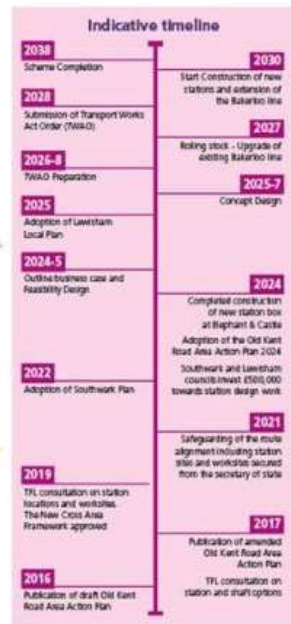 Indicative timeline
2038
Scheme Completion
2030
Start Construction of new
stations and extension of
the Bakerloo line
2028
Submission of Transport Works
Act Order (TWAO)
2027
Rolling stock - Upgrade of
existing Bakerloo line
2026-8
TWAO Preparation
2025-7
Concept Design
2025
Adoption of Lewisham
Local Plan
2024-5
Outline business case and
Feasibility Design
2024
Completed construction
of new station box
at Elephant & Castle
Adoption of the Old Kent
Road Area Action Plan 2024
Southwark and Lewisham
councils invest £500,000
towards station design work
2022
Adoption of Southwark Plan
2021
Safeguarding of the route
alignment including station
sites and worksites secured
from the secretary of state
2019
TFL consultation on station
locations and worksites
The New Cross Area
Framework approved
2017
Publication of amended
Old Kent Road Area
Action Plan
TFL consultation on
station and shaft options
2016
Publication of draft Old Kent
Road Area Action Plan